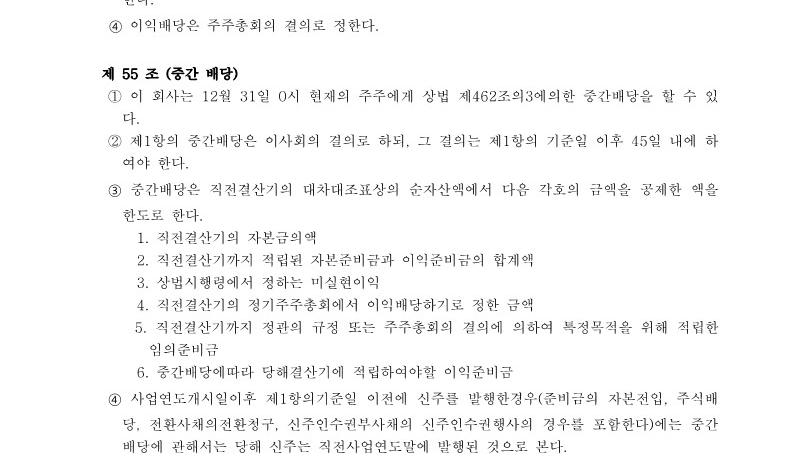 한다.
④ 이익배당은 주주총회의 결의로 정한다.
제 55 조 (중간 배당)
① 이 회사는 12월 31일 0시 현재의 주주에게 상법 제462조의3에의한 중간배당을 할 수 있
다.
② 제1항의 중간배당은 이사회의 결의로 하되, 그 결의는 제1항의 기준일 이후 45일 내에 하
여야 한다.
③ 중간배당은 직전결산기의 대차대조표상의 순자산액에서 다음 각호의 금액을 공제한 액을
한도로 한다.
1. 직전결산기의 자본금의액
2. 직전결산기까지 적립된 자본준비금과 이익준비금의 합계액
3. 상법시행령에서 정하는 미실현이익
4. 직전결산기의 정기주주총회에서 이익배당하기로 정한 금액
5. 직전결산기까지 정관의 규정 또는 주주총회의 결의에 의하여 특정목적을 위해 적립한
임의준비금
6. 중간배당에따라 당해결산기에 적립하여야할 이익준비금
④ 사업연도개시일이후 제1항의기준일 이전에 신주를 발행한경우(준비금의 자본전입, 주식배
당, 전환사채의전환청구, 신주인수권부사채의 신주인수권행사의 경우를 포함한다)에는 중간
배당에 관해서는 당해 신주는 직전사업연도말에 발행된 것으로 본다.